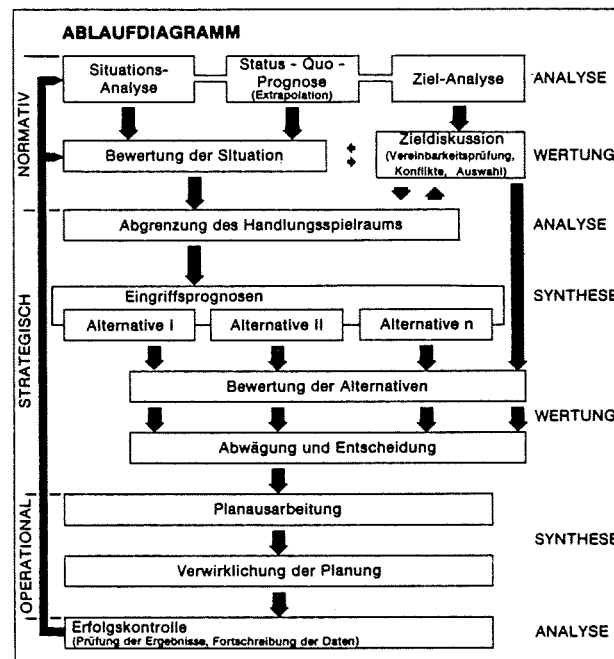 ABLAUFDIAGRAMM
Situations-
Analyse
Status - Quo -
Prognose
(Extrapolation)
Ziel-Analyse
ANALYSE
NORMATIV
Bewertung der Situation
Zieldiskussion
(Vereinbarkeitsprüfung,
Konflikte, Auswahl)
WERTUNG
Abgrenzung des Handlungsspielraums
ANALYSE
STRATEGISCH
Eingriffsprognosen
SYNTHESE
Alternative I
Alternative II
Alternative n
Bewertung der Alternativen
WERTUNG
Abwägung und Entscheidung
OPERATIONAL
Planausarbeitung
SYNTHESE
Verwirklichung der Planung
Erfolgskontrolle
(Prüfung der Ergebnisse, Fortschreibung der Daten)
ANALYSE